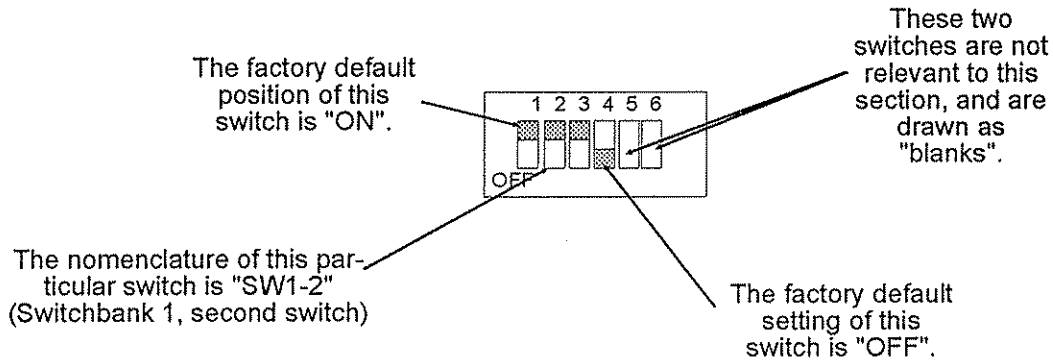 The factory default
position of this
switch is "ON".
These two
switches are not
relevant to this
section, and are
drawn as
"blanks".
1 2 3 4 5 6
OFF
The nomenclature of this par-
ticular switch is "SW1-2"
(Switchbank 1, second switch)
The factory default
setting of this
switch is "OFF".